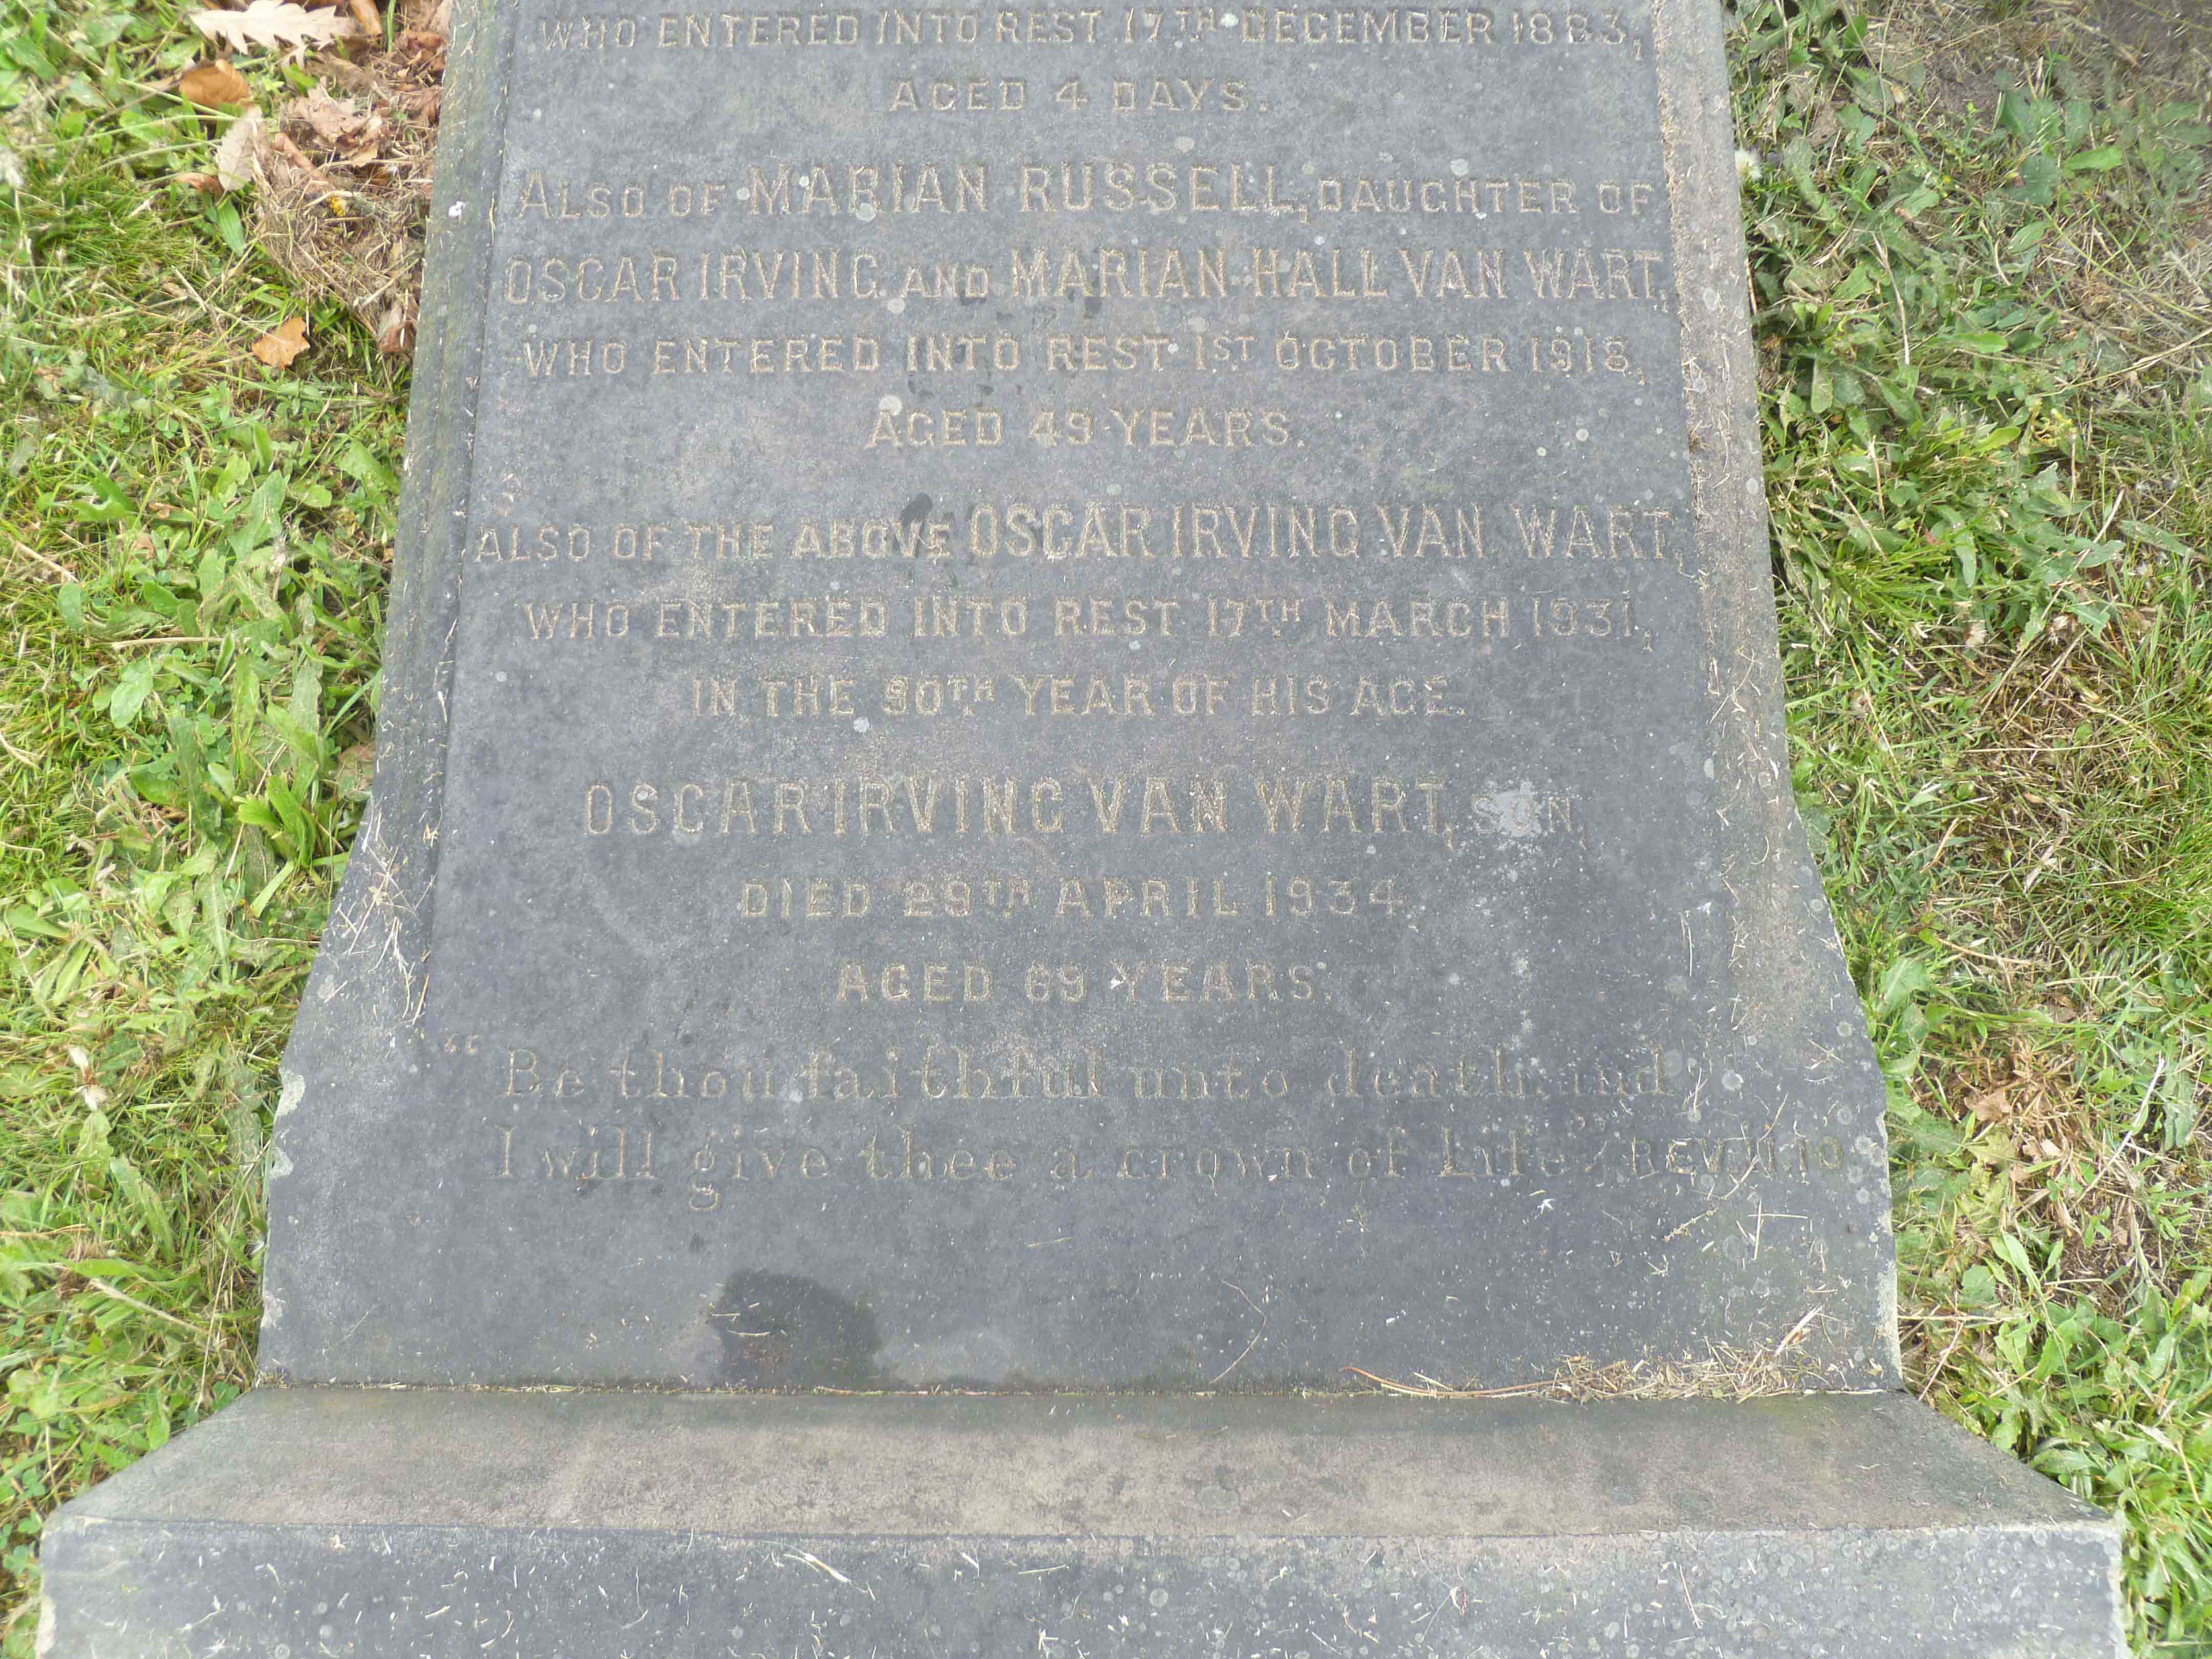 WHO ENTERED INTO REST 17TH DECEMBER 1883,
AGED 4 DAYS.
ALSO OF MARIAN RUSSELL, DAUGHTER OF
OSCAR IRVING AND MARIAN HALL VAN WART,
WHO ENTERED INTO REST 1ST OCTOBER 1918,
AGED 49 YEARS.
ALSO OF THE ABOVE OSCAR IRVING VAN WART,
WHO ENTERED INTO REST 17TH MARCH 1931,
IN THE 90TH YEAR OF HIS AGE.
OSCAR IRVING VAN WART, SON,
DIED 29TH APRIL 1934,
AGED 69 YEARS.
"Be thou faithful unto death, and
I will give thee a crown of Life" REV. II. 10